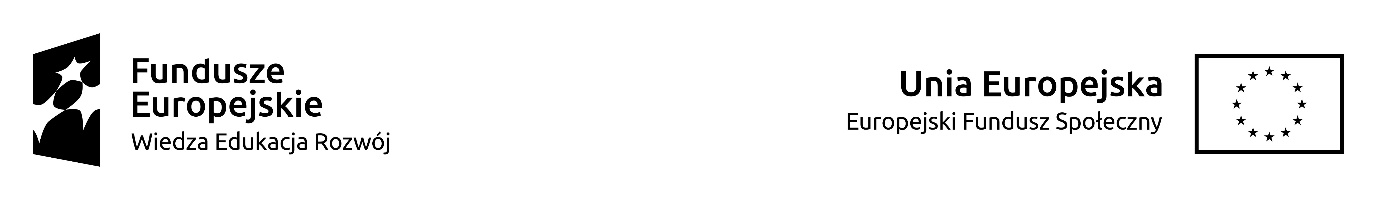 Fundusze
Europejskie
Wiedza Edukacja Rozwój
Unia Europejska
Europejski Fundusz Społeczny